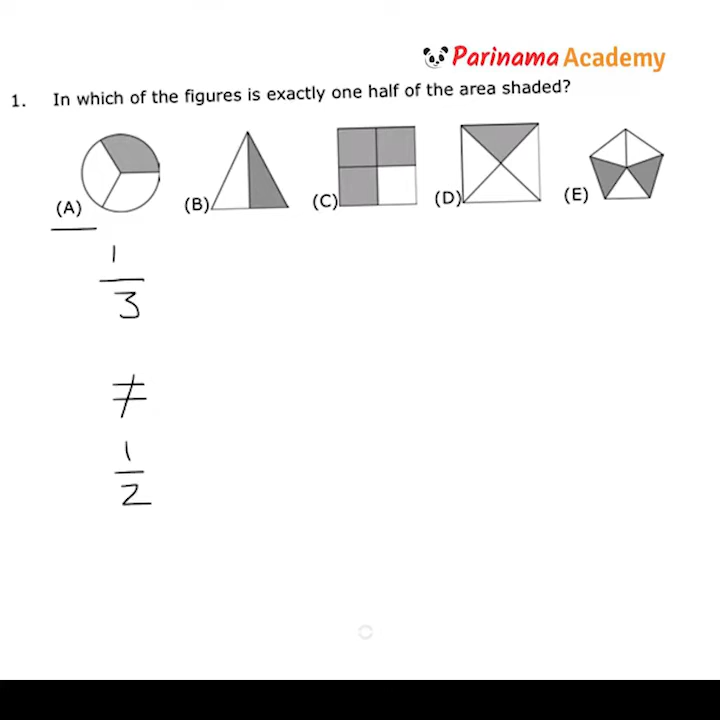 Parinama Academy
1. In which of the figures is exactly one half of the area shaded?
(A) (B) (C) (D) (E)
1
3
≠
1
2